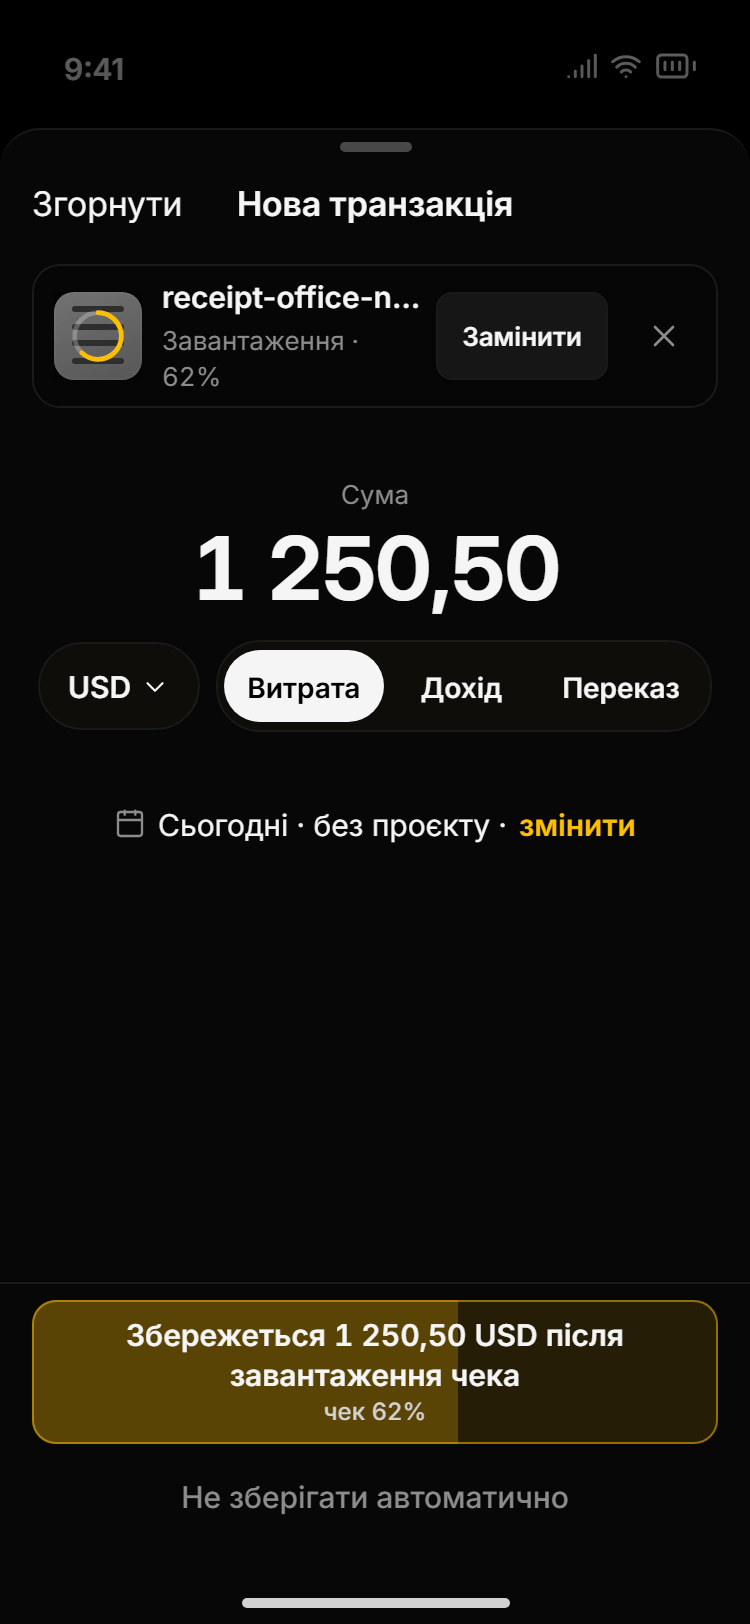 9:41
Згорнути
Нова транзакція
receipt-office-n...
Завантаження ·
62%
Замінити
Сума
1 250,50
USD
Витрата
Дохід
Переказ
Сьогодні · без проєкту · змінити
Збережеться 1 250,50 USD після
завантаження чека
чек 62%
Не зберігати автоматично